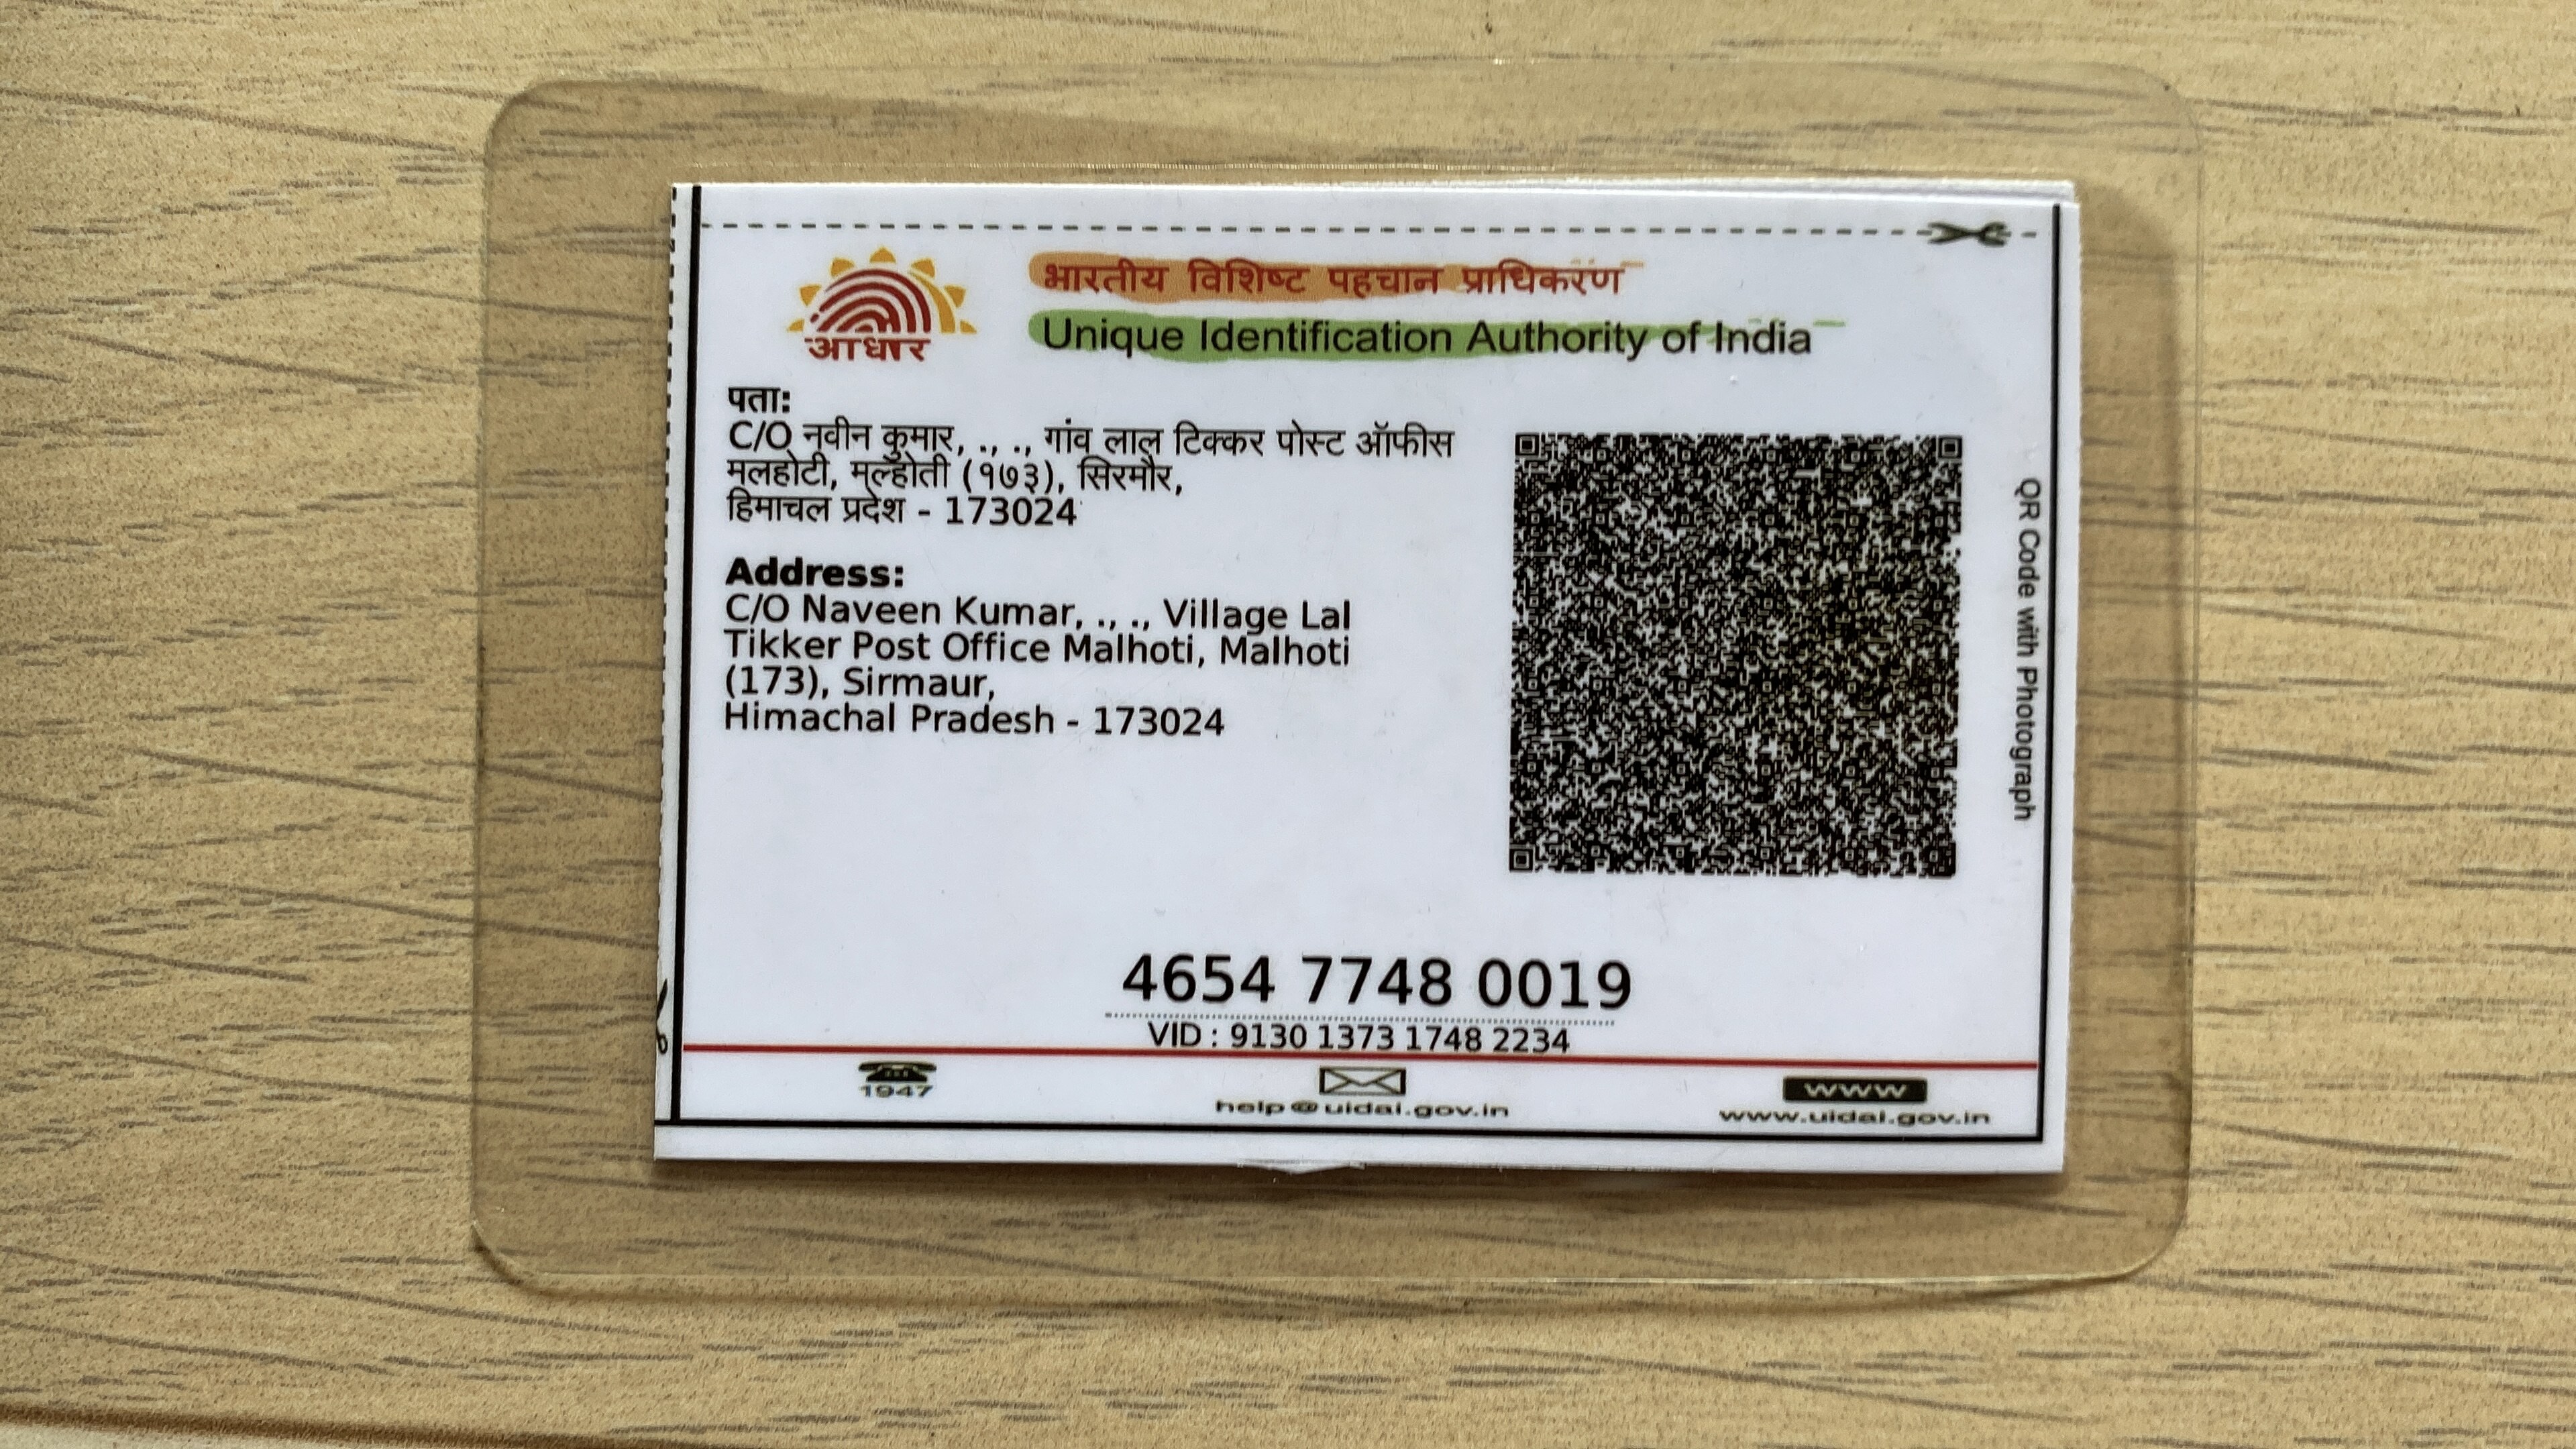 भारतीय विशिष्ट पहचान प्राधिकरण
Unique Identification Authority of India
आधार
पता:
C/O नवीन कुमार, ., ., गांव लाल टिक्कर पोस्ट ऑफीस
मलहोटी, मल्होती (१७३), सिरमौर,
हिमाचल प्रदेश - 173024
Address:
C/O Naveen Kumar, ., ., Village Lal
Tikker Post Office Malhoti, Malhoti
(173), Sirmaur,
Himachal Pradesh - 173024
QR Code with Photograph
4654 7748 0019
VID : 9130 1373 1748 2234
1947
help@uidai.gov.in
www
www.uidai.gov.in